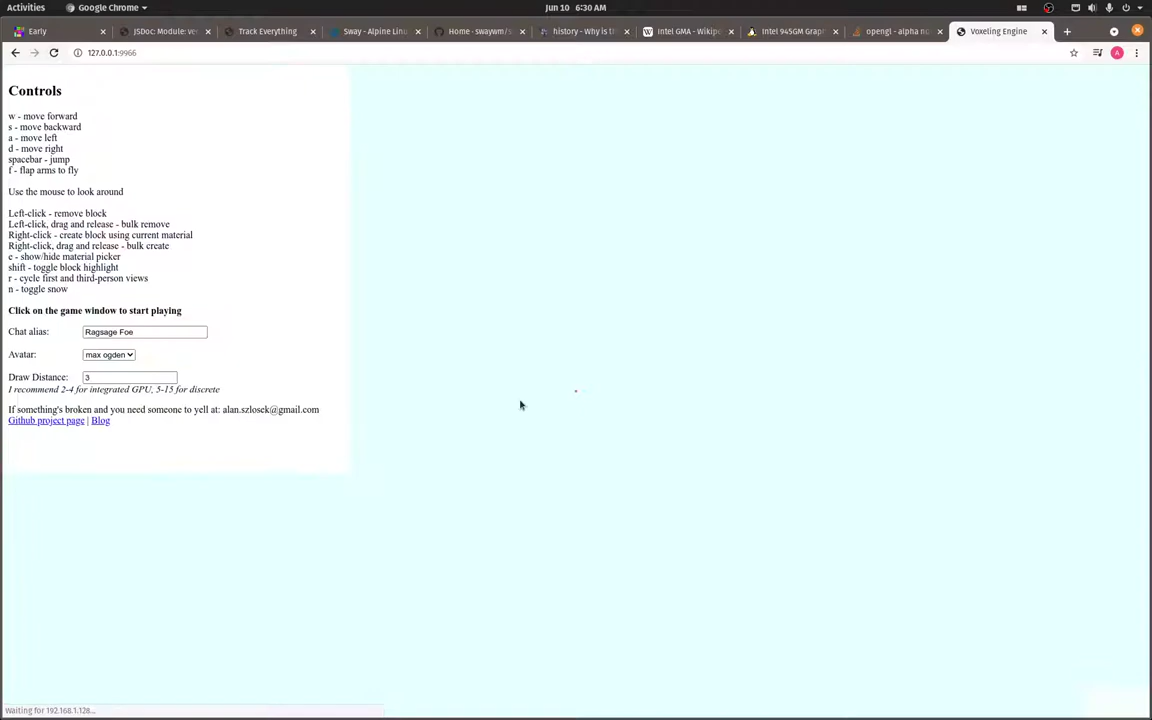 Activities
Google Chrome
Jun 10 6:30 AM
Early
JSDoc: Module: ve
Track Everything
Sway - Alpine Linu
Home · swaywm/s
history - Why is th
Intel GMA - Wikipe
Intel 945GM Grap
opengl - alpha no
Voxeling Engine
127.0.0.1:9966
A
Controls
w - move forward
s - move backward
a - move left
d - move right
spacebar - jump
f - flap arms to fly
Use the mouse to look around
Left-click - remove block
Left-click, drag and release - bulk remove
Right-click - create block using current material
Right-click, drag and release - bulk create
e - show/hide material picker
shift - toggle block highlight
r - cycle first and third-person views
n - toggle snow
Click on the game window to start playing
Chat alias: Ragsage Foe
Avatar: max ogden
Draw Distance: 3
I recommend 2-4 for integrated GPU, 5-15 for discrete
If something's broken and you need someone to yell at: alan.szlosek@gmail.com
Github project page | Blog
Waiting for 192.168.1.128...